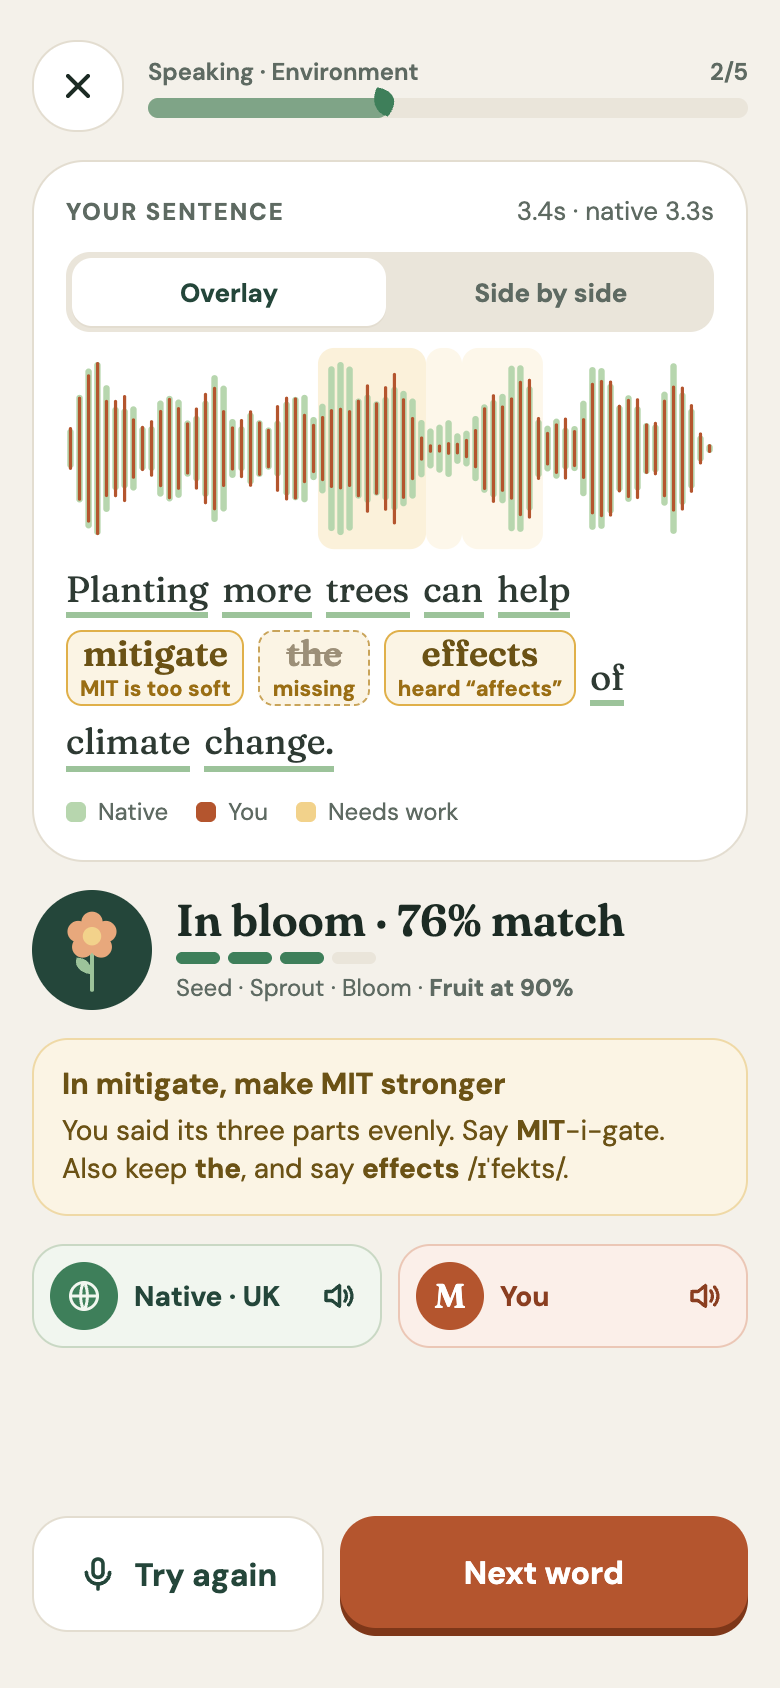 Speaking · Environment 2/5
YOUR SENTENCE 3.4s · native 3.3s
Overlay Side by side
Planting more trees can help
mitigate the effects of
MIT is too soft missing heard “affects”
climate change.
Native You Needs work
In bloom · 76% match
Seed · Sprout · Bloom · Fruit at 90%
In mitigate, make MIT stronger
You said its three parts evenly. Say MIT-i-gate.
Also keep the, and say effects /ɪˈfekts/.
Native · UK M You
Try again Next word